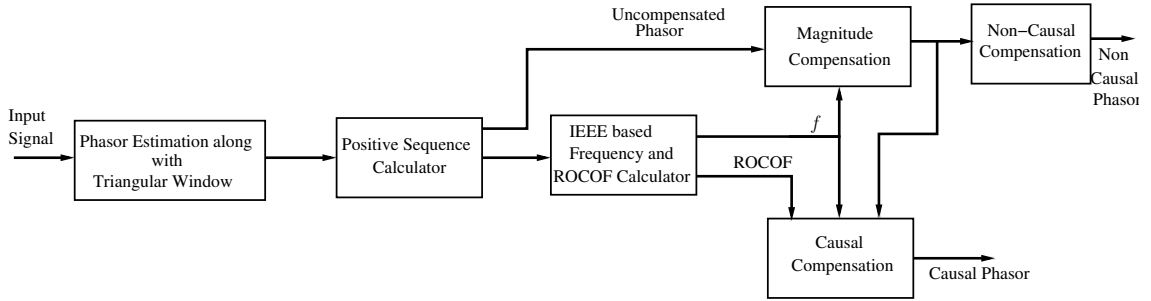 Input
Signal
Phasor Estimation along
with
Triangular Window
Positive Sequence
Calculator
Uncompensated
Phasor
IEEE based
Frequency and
ROCOF Calculator
f
ROCOF
Magnitude
Compensation
Non−Causal
Compensation
Non
Causal
Phasor
Causal
Compensation
Causal Phasor